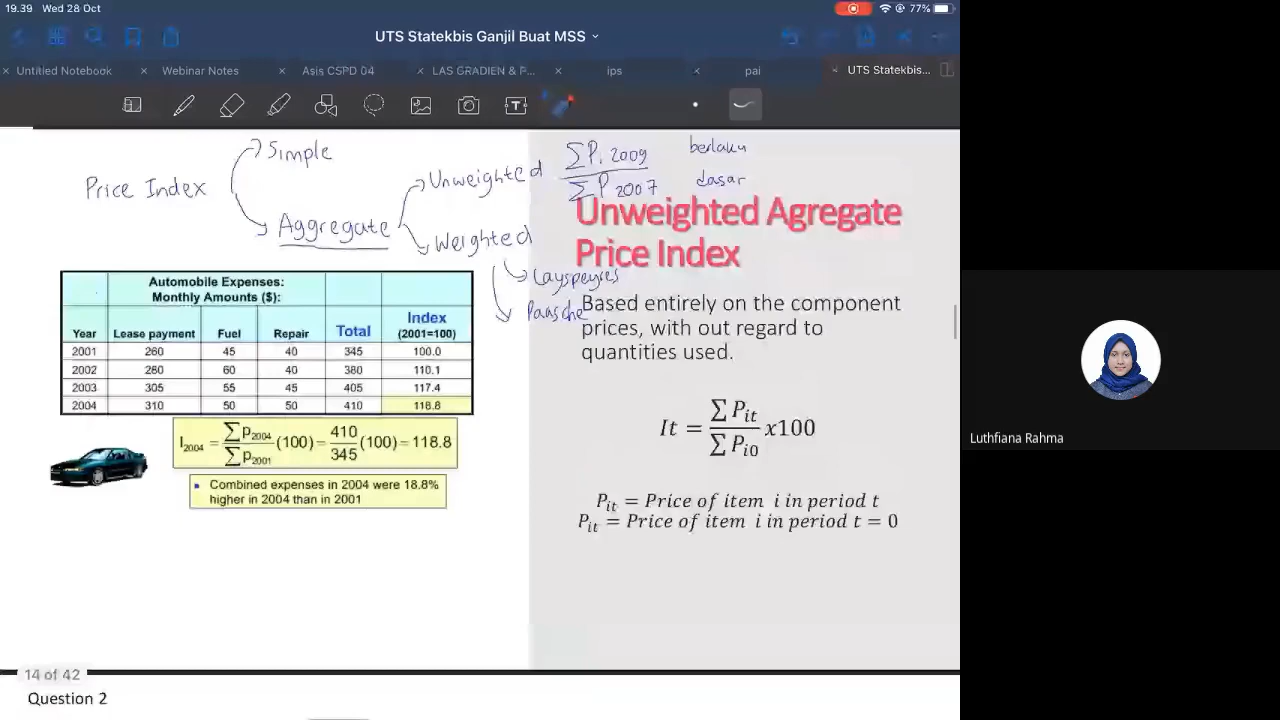 19.39 Wed 28 Oct
77%
UTS Statekbis Ganjil Buat MSS
Untitled Notebook
Webinar Notes
Asis CSPD 04
LAS GRADIEN & P...
ips
pai
UTS Statekbis...
Price Index
Simple
Aggregate
Unweighted
Weighted
Layspeyres
Paasche
∑P, 2009
∑P 2007
berlaku
dasar
Unweighted Agregate
Price Index
Based entirely on the component
prices, with out regard to
quantities used.
It = ∑ Pit / ∑ Pi0 x100
Pit = Price of item i in period t
Pit = Price of item i in period t = 0
Automobile Expenses:
Monthly Amounts ($):
Year Lease payment Fuel Repair Total Index (2001=100)
2001 260 45 40 345 100.0
2002 260 60 40 380 110.1
2003 305 55 45 405 117.4
2004 310 50 50 410 118.8
I2004 = ∑p2004 / ∑p2001 (100) = 410 / 345 (100) = 118.8
▪ Combined expenses in 2004 were 18.8%
higher in 2004 than in 2001
14 of 42
Question 2
Luthfiana Rahma